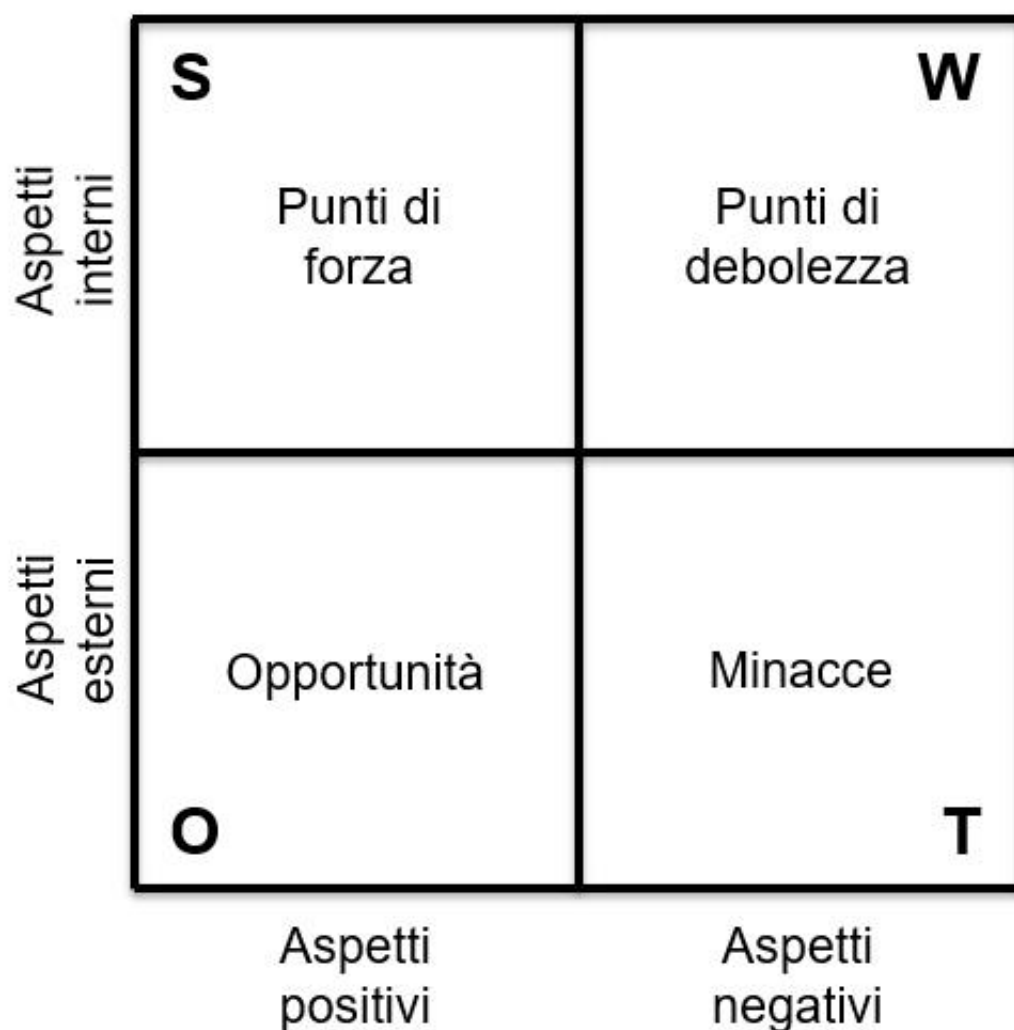 S
W
Aspetti
interni
Punti di
forza
Punti di
debolezza
Aspetti
esterni
Opportunità
Minacce
O
T
Aspetti
positivi
Aspetti
negativi